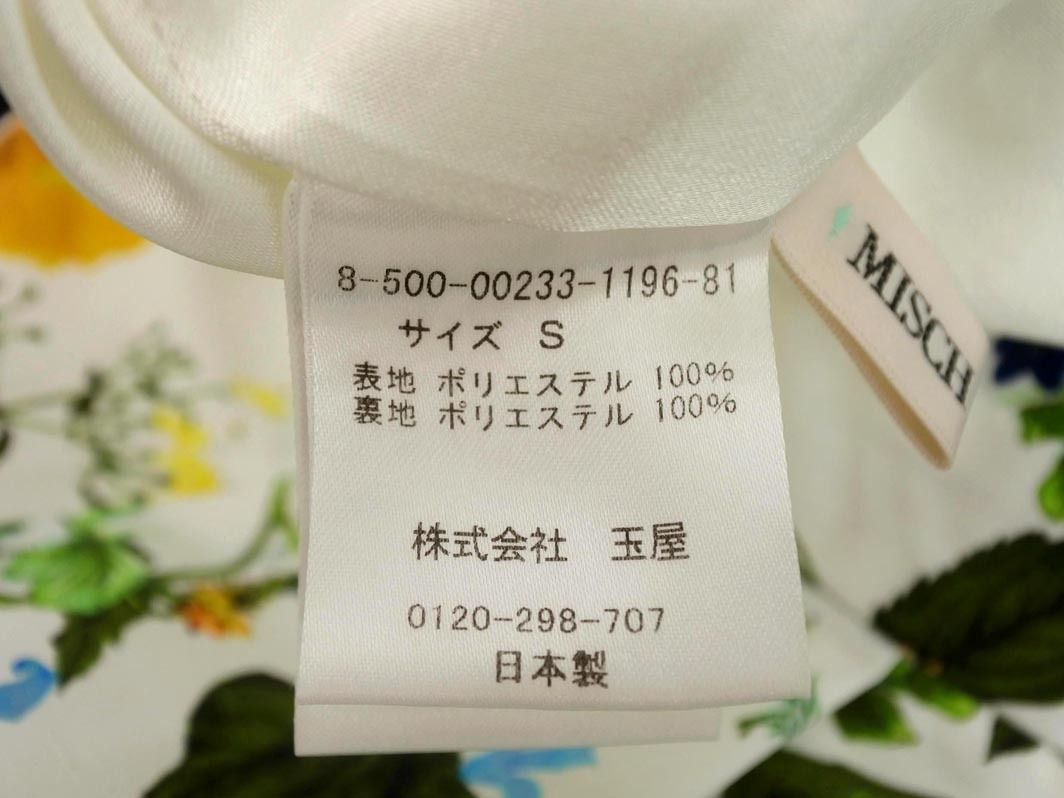 8-500-00233-1196-81
サイズ S
表地 ポリエステル 100%
裏地 ポリエステル 100%
株式会社 玉屋
0120-298-707
日本製
MISCH